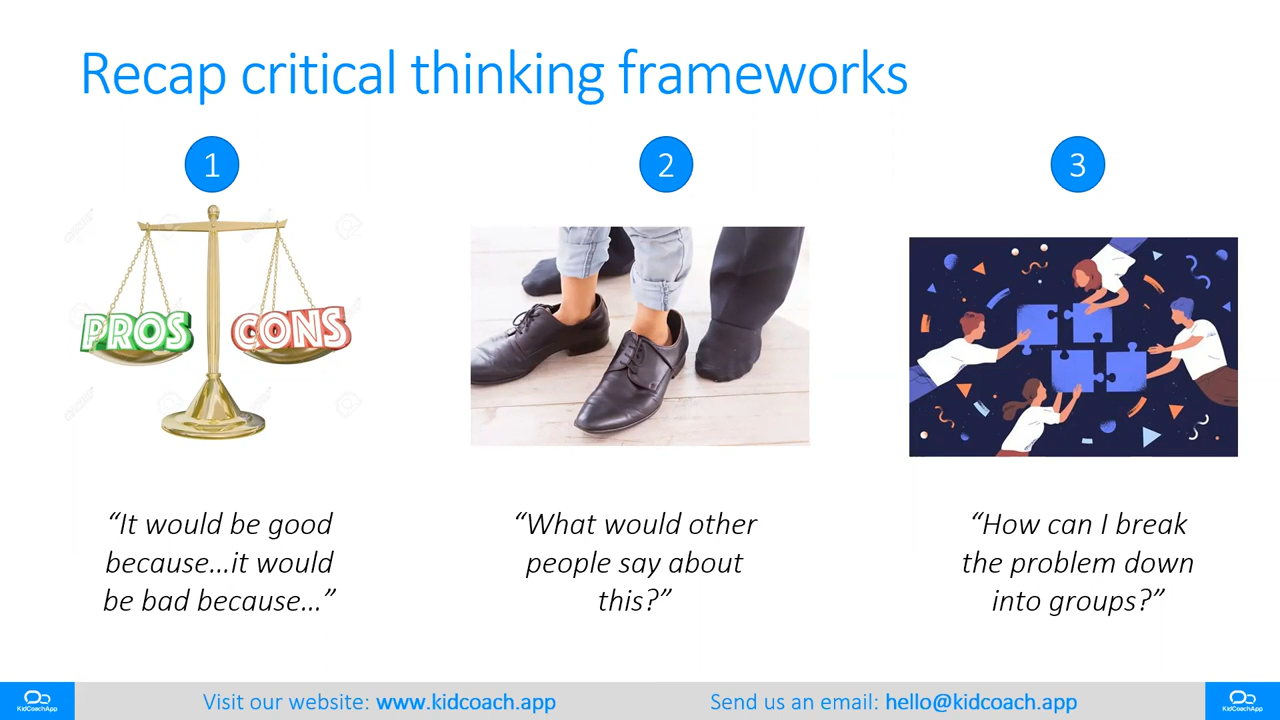 Recap critical thinking frameworks
1
2
3
PROS
CONS
“It would be good
because...it would
be bad because...”
“What would other
people say about
this?”
“How can I break
the problem down
into groups?”
KidCoachApp
Visit our website: www.kidcoach.app
Send us an email: hello@kidcoach.app
KidCoachApp